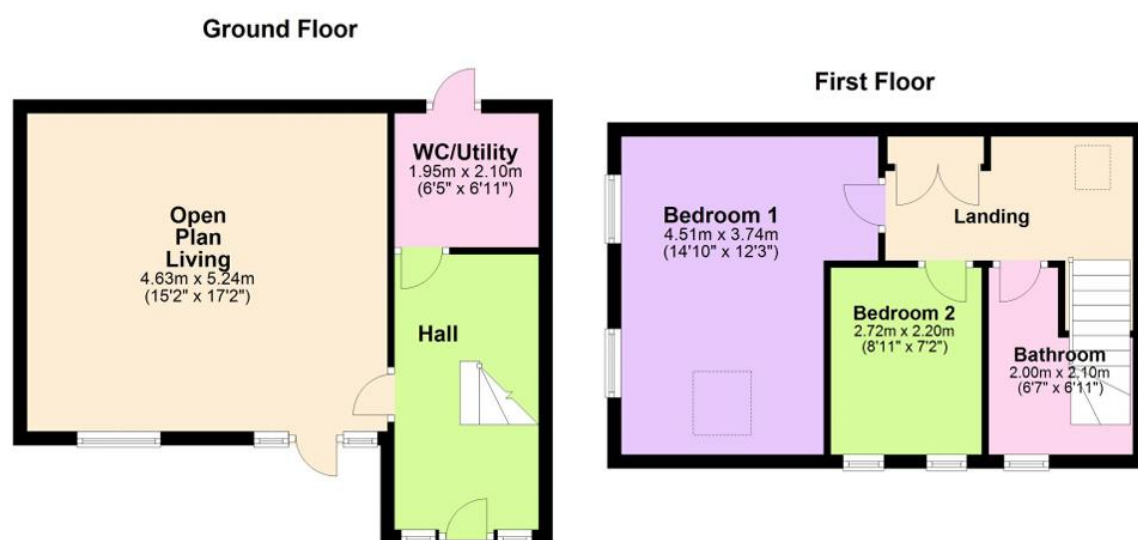 Ground Floor
First Floor
WC/Utility
1.95m x 2.10m
(6'5" x 6'11")
Open
Plan
Living
4.63m x 5.24m
(15'2" x 17'2")
Hall
Bedroom 1
4.51m x 3.74m
(14'10" x 12'3")
Landing
Bedroom 2
2.72m x 2.20m
(8'11" x 7'2")
Bathroom
2.00m x 2.10m
(6'7" x 6'11")